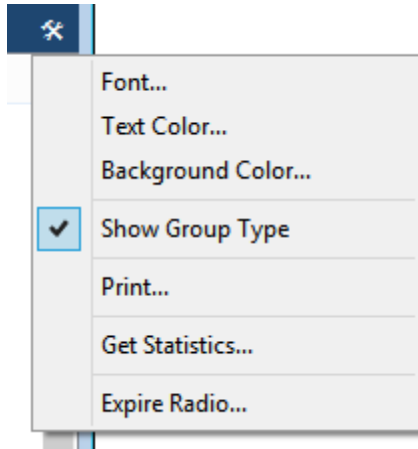 Font...
Text Color...
Background Color...
Show Group Type
Print...
Get Statistics...
Expire Radio...